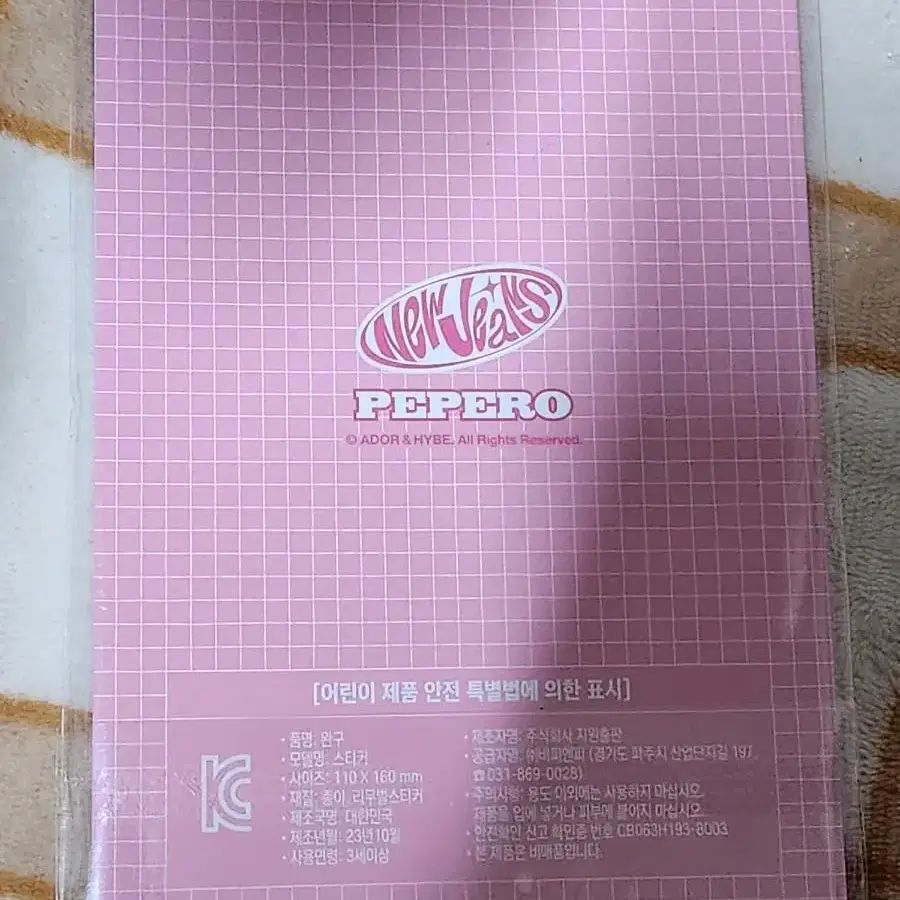 NewJeans
PEPERO
© ADOR & HYBE. All Rights Reserved.
[어린이 제품 안전 특별법에 의한 표시]
KC
· 품명: 완구
· 모델명: 스티커
· 사이즈: 110 X 160 mm
· 재질: 종이, 리무벌스티커
· 제조국명: 대한민국
· 제조년월: 23년10월
· 사용연령: 3세이상
· 제조자명: 주식회사 지원출판
· 공급자명: ㈜비피앤피 (경기도 파주시 산업단지길 197,
☎031-869-0028)
· 주의사항: 용도 이외에는 사용하지 마십시오.
제품을 입에 넣거나 피부에 붙이지 마십시오.
· 안전확인 신고 확인증 번호 CB063H193-3003
· 본 제품은 비매품입니다.